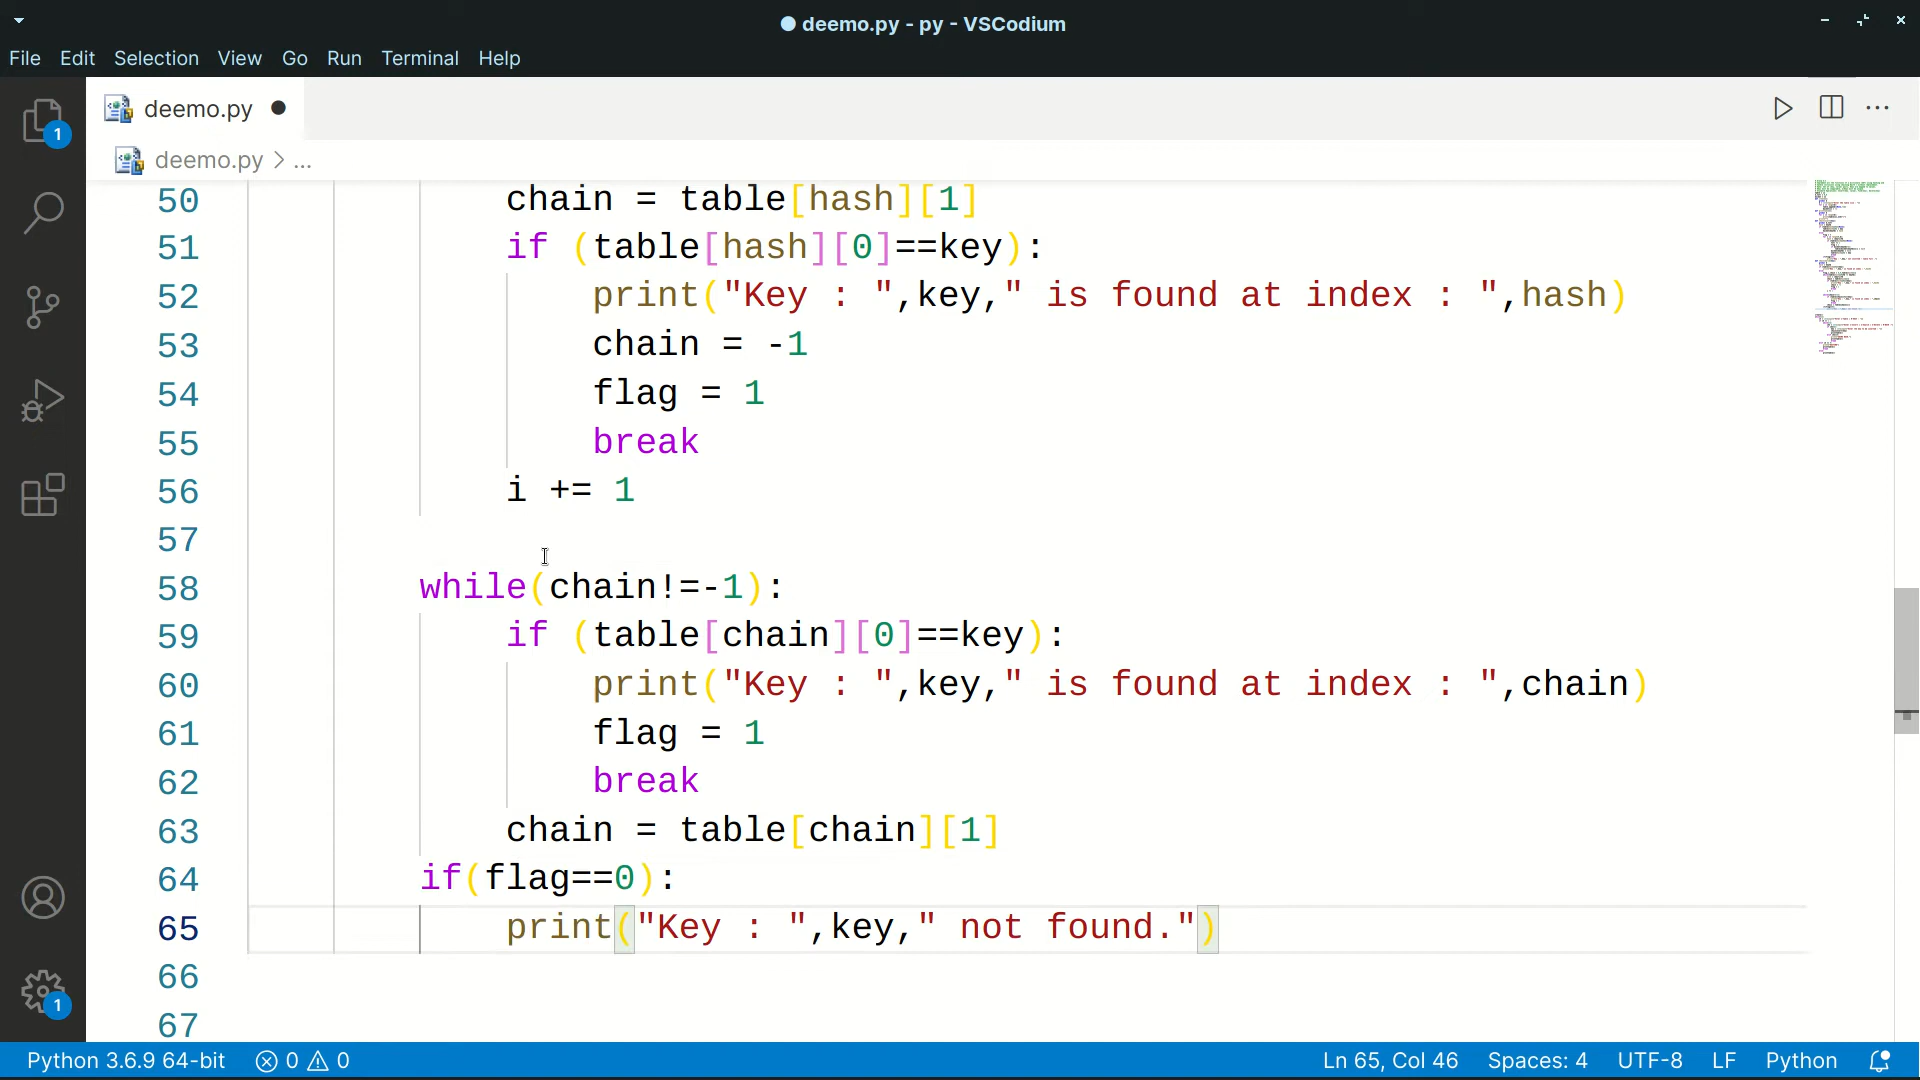 deemo.py - py - VSCodium
File Edit Selection View Go Run Terminal Help
deemo.py
deemo.py > ...
50 chain = table[hash][1]
51 if (table[hash][0]==key):
52 print("Key : ",key," is found at index : ",hash)
53 chain = -1
54 flag = 1
55 break
56 i += 1
57
58 while(chain!=-1):
59 if (table[chain][0]==key):
60 print("Key : ",key," is found at index : ",chain)
61 flag = 1
62 break
63 chain = table[chain][1]
64 if(flag==0):
65 print("Key : ",key," not found.")
66
67
1
1
Python 3.6.9 64-bit 0 0 Ln 65, Col 46 Spaces: 4 UTF-8 LF Python